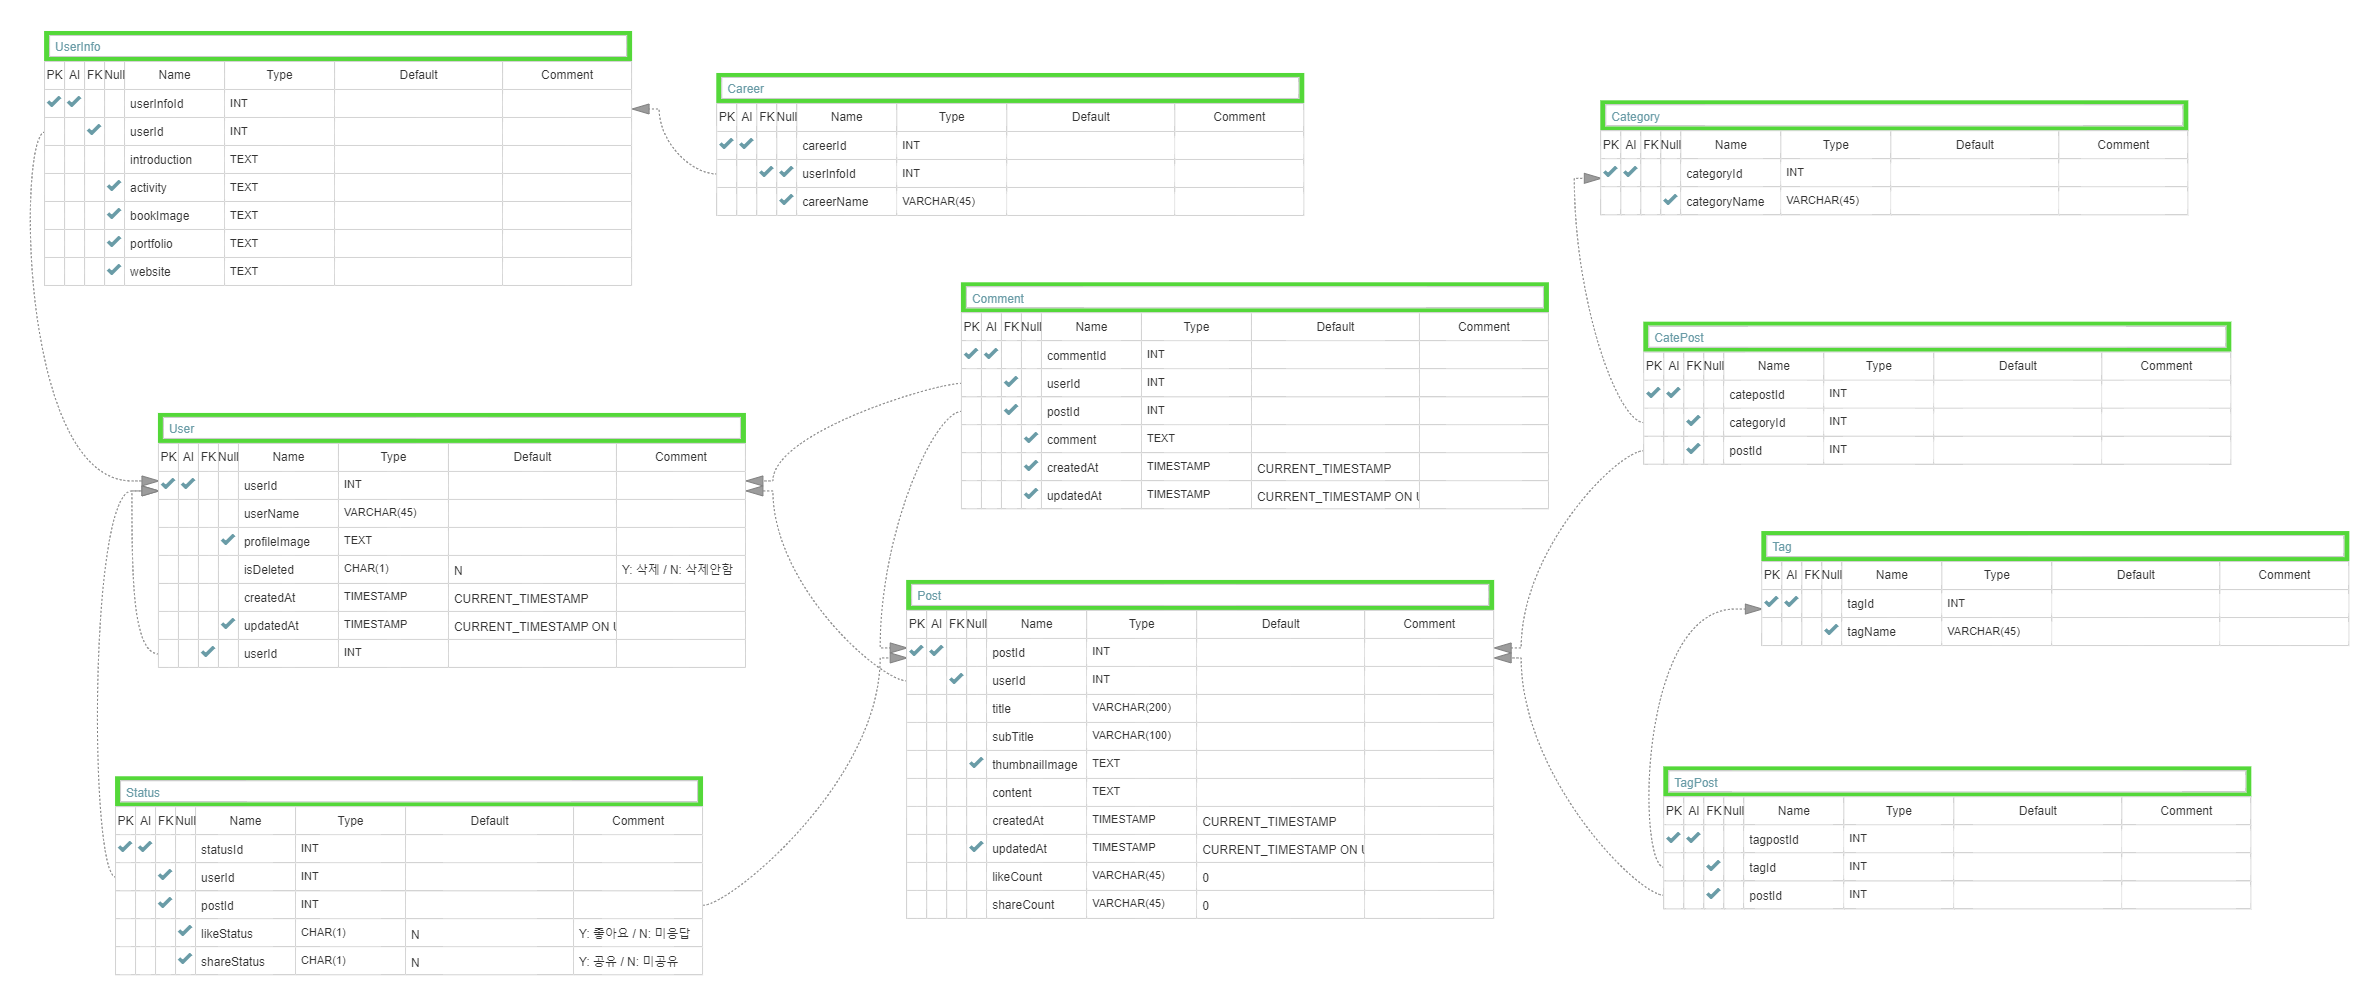 UserInfo
PK AI FK Null Name Type Default Comment
userInfoId INT
userId INT
introduction TEXT
activity TEXT
bookImage TEXT
portfolio TEXT
website TEXT
Career
PK AI FK Null Name Type Default Comment
careerId INT
userInfoId INT
careerName VARCHAR(45)
Category
PK AI FK Null Name Type Default Comment
categoryId INT
categoryName VARCHAR(45)
Comment
PK AI FK Null Name Type Default Comment
commentId INT
userId INT
postId INT
comment TEXT
createdAt TIMESTAMP CURRENT_TIMESTAMP
updatedAt TIMESTAMP CURRENT_TIMESTAMP ON
CatePost
PK AI FK Null Name Type Default Comment
catepostId INT
categoryId INT
postId INT
User
PK AI FK Null Name Type Default Comment
userId INT
userName VARCHAR(45)
profileImage TEXT
isDeleted CHAR(1) N Y: 삭제 / N: 삭제안함
createdAt TIMESTAMP CURRENT_TIMESTAMP
updatedAt TIMESTAMP CURRENT_TIMESTAMP ON
userId INT
Tag
PK AI FK Null Name Type Default Comment
tagId INT
tagName VARCHAR(45)
Post
PK AI FK Null Name Type Default Comment
postId INT
userId INT
title VARCHAR(200)
subTitle VARCHAR(100)
thumbnailImage TEXT
content TEXT
createdAt TIMESTAMP CURRENT_TIMESTAMP
updatedAt TIMESTAMP CURRENT_TIMESTAMP ON
likeCount VARCHAR(45) 0
shareCount VARCHAR(45) 0
Status
PK AI FK Null Name Type Default Comment
statusId INT
userId INT
postId INT
likeStatus CHAR(1) N Y: 좋아요 / N: 미응답
shareStatus CHAR(1) N Y: 공유 / N: 미공유
TagPost
PK AI FK Null Name Type Default Comment
tagpostId INT
tagId INT
postId INT